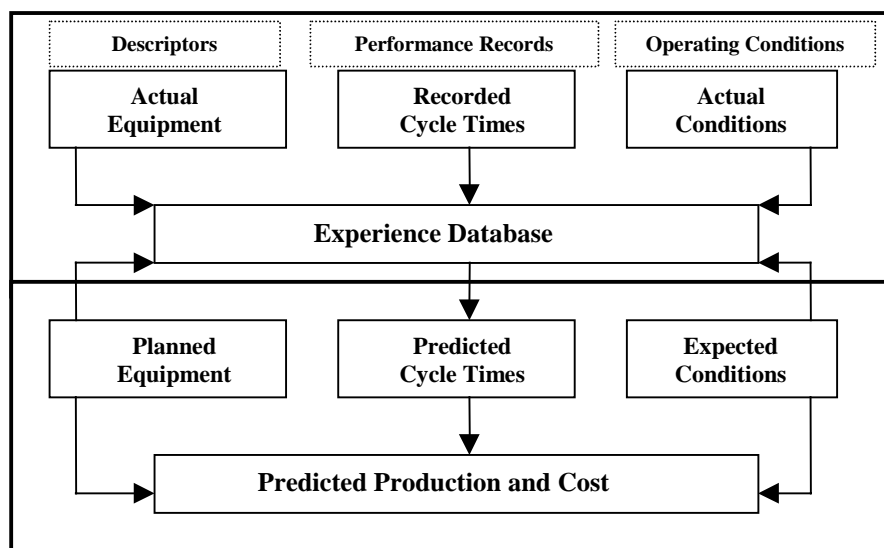 Descriptors
Performance Records
Operating Conditions
Actual
Equipment
Recorded
Cycle Times
Actual
Conditions
Experience Database
Planned
Equipment
Predicted
Cycle Times
Expected
Conditions
Predicted Production and Cost